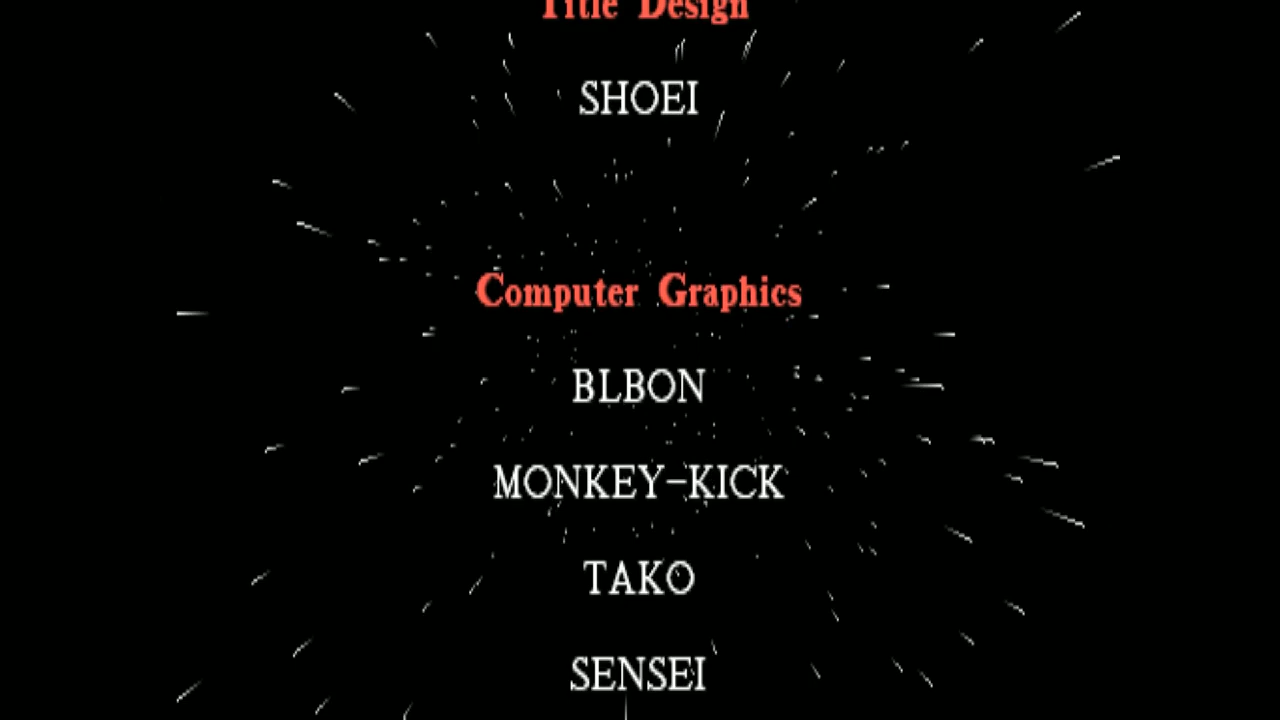 Title Design
SHOEI
Computer Graphics
BLBON
MONKEY-KICK
TAKO
SENSEI